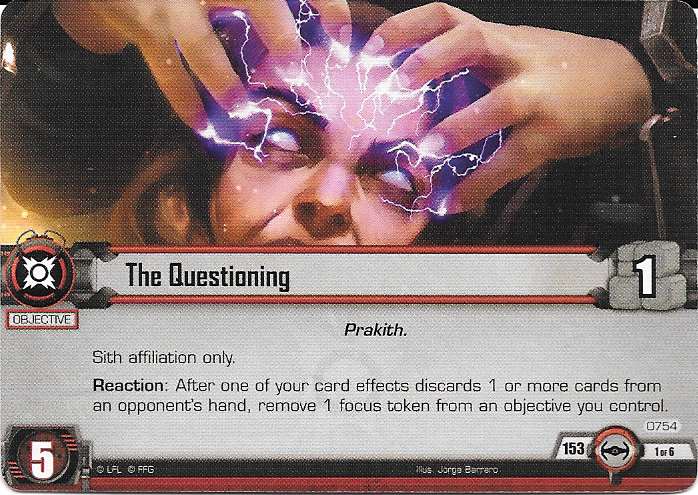 The Questioning
1
OBJECTIVE
Prakith.
Sith affiliation only.
Reaction: After one of your card effects discards 1 or more cards from
an opponent's hand, remove 1 focus token from an objective you control.
0754
5
© LFL © FFG
Illus. Jorge Barrero
153
1 OF 6